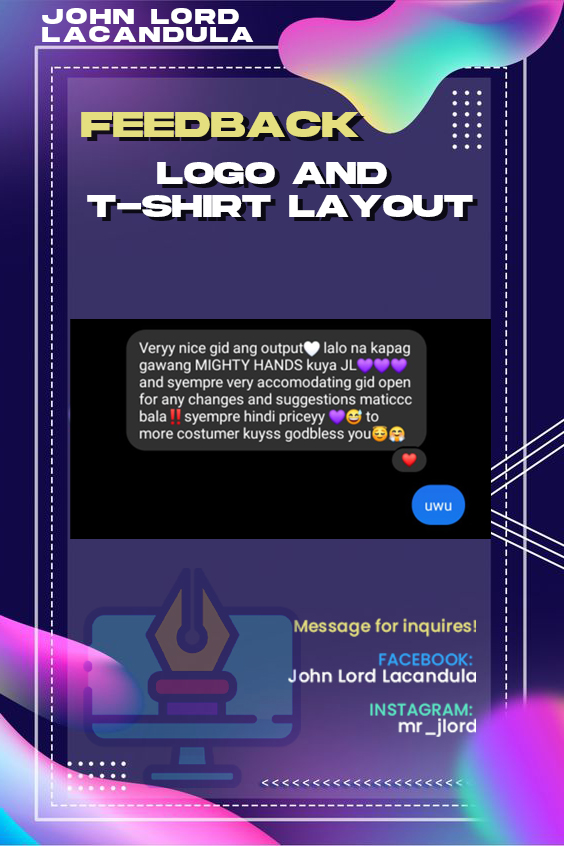 JOHN LORD
LACANDULA
FEEDBACK
LOGO AND
T-SHIRT LAYOUT
Veryy nice gid ang output🤍 lalo na kapag
gawang MIGHTY HANDS kuya JL💜💜💜
and syempre very accomodating gid open
for any changes and suggestions maticcc
bala‼️syempre hindi priceyy 💜😅 to
more costumer kuyss godbless you😇🤗
❤️
uwu
Message for inquires!
FACEBOOK:
John Lord Lacandula
INSTAGRAM:
mr_jlord